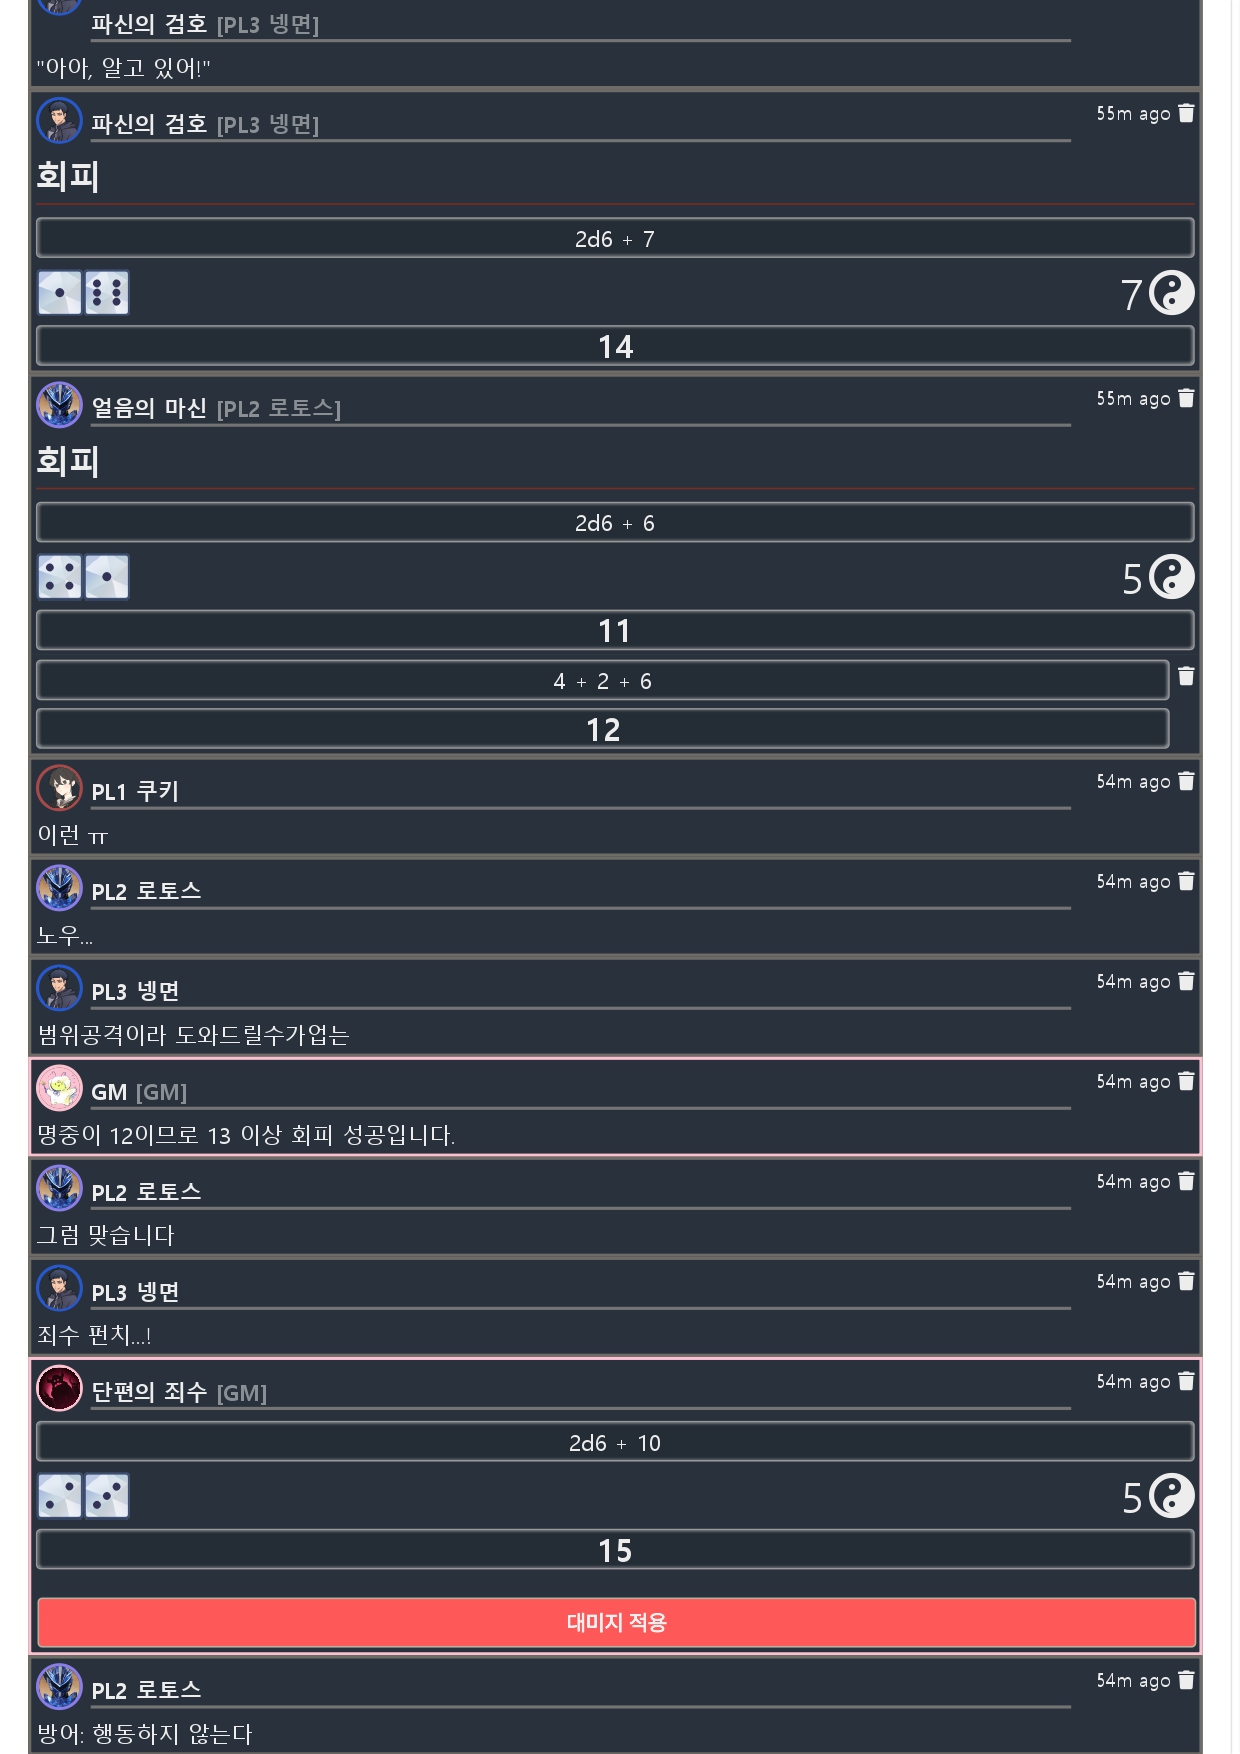 파신의 검호 [PL3 넹면]
"아아, 알고 있어!"
파신의 검호 [PL3 넹면]
55m ago
회피
2d6 + 7
7
14
얼음의 마신 [PL2 로토스]
55m ago
회피
2d6 + 6
5
11
4 + 2 + 6
12
PL1 쿠키
54m ago
이런 ㅠ
PL2 로토스
54m ago
노우...
PL3 넹면
54m ago
범위공격이라 도와드릴수가업는
GM [GM]
54m ago
명중이 12이므로 13 이상 회피 성공입니다.
PL2 로토스
54m ago
그럼 맞습니다
PL3 넹면
54m ago
죄수 펀치...!
단편의 죄수 [GM]
54m ago
2d6 + 10
5
15
대미지 적용
PL2 로토스
54m ago
방어: 행동하지 않는다